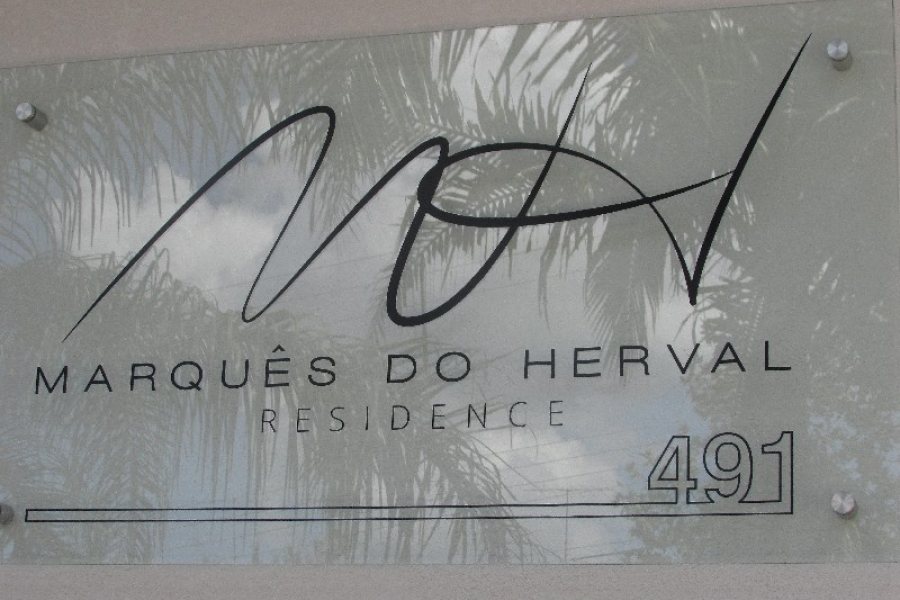 MARQUÊS DO HERVAL
RESIDENCE
491